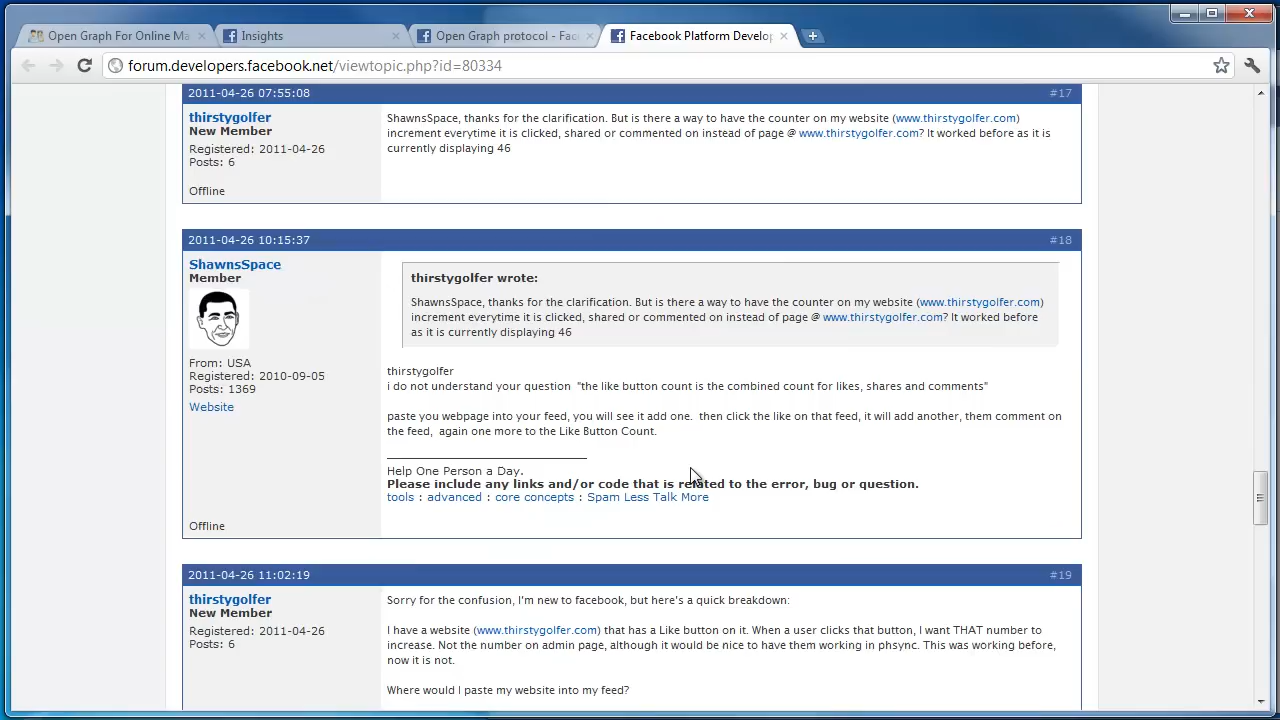 Open Graph For Online Ma
Insights
Open Graph protocol - Fac
Facebook Platform Develop
forum.developers.facebook.net/viewtopic.php?id=80334
2011-04-26 07:55:08
#17
thirstygolfer
New Member
Registered: 2011-04-26
Posts: 6
Offline
ShawnsSpace, thanks for the clarification. But is there a way to have the counter on my website (www.thirstygolfer.com)
increment everytime it is clicked, shared or commented on instead of page @ www.thirstygolfer.com? It worked before as it is
currently displaying 46
2011-04-26 10:15:37
#18
ShawnsSpace
Member
From: USA
Registered: 2010-09-05
Posts: 1369
Website
Offline
thirstygolfer wrote:
ShawnsSpace, thanks for the clarification. But is there a way to have the counter on my website (www.thirstygolfer.com)
increment everytime it is clicked, shared or commented on instead of page @ www.thirstygolfer.com? It worked before
as it is currently displaying 46
thirstygolfer
i do not understand your question "the like button count is the combined count for likes, shares and comments"
paste you webpage into your feed, you will see it add one. then click the like on that feed, it will add another, them comment on
the feed, again one more to the Like Button Count.
Help One Person a Day.
Please include any links and/or code that is related to the error, bug or question.
tools : advanced : core concepts : Spam Less Talk More
2011-04-26 11:02:19
#19
thirstygolfer
New Member
Registered: 2011-04-26
Posts: 6
Sorry for the confusion, I'm new to facebook, but here's a quick breakdown:
I have a website (www.thirstygolfer.com) that has a Like button on it. When a user clicks that button, I want THAT number to
increase. Not the number on admin page, although it would be nice to have them working in phsync. This was working before,
now it is not.
Where would I paste my website into my feed?